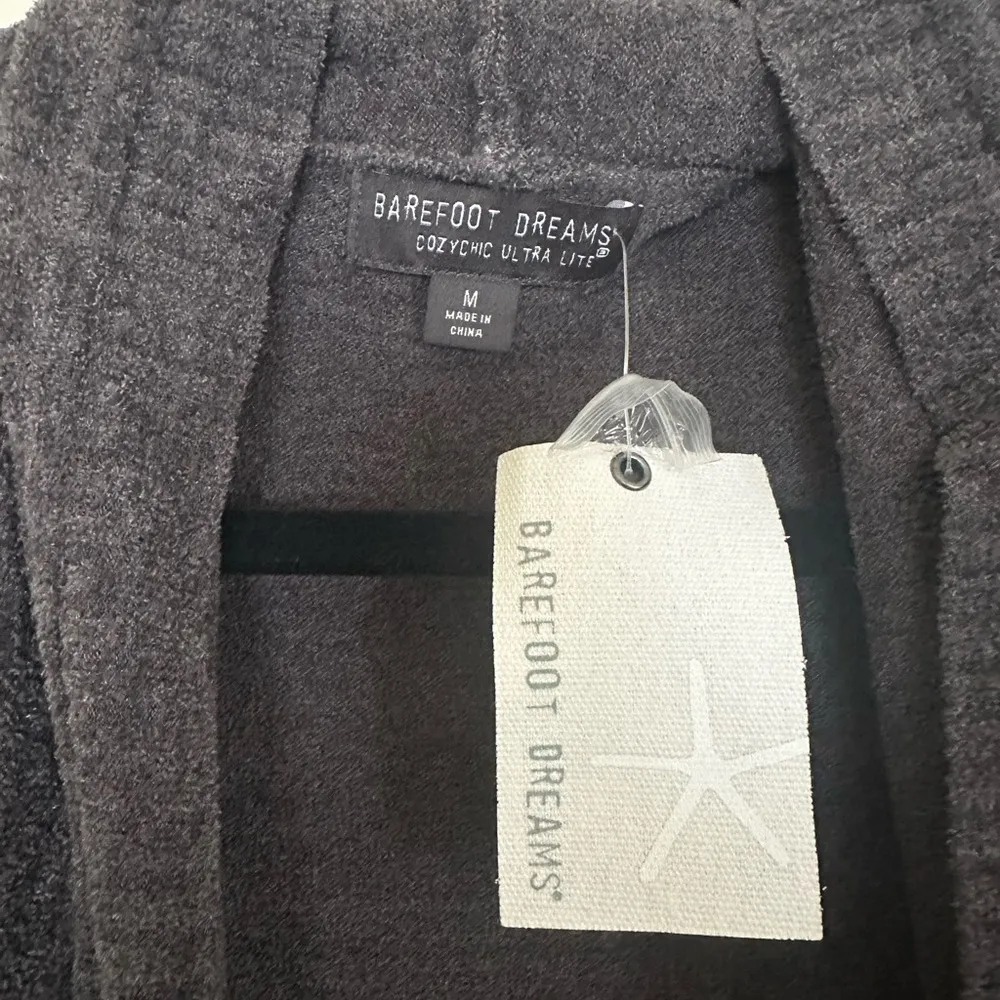 BAREFOOT DREAMS®
COZYCHIC ULTRA LITE®
M
MADE IN
CHINA
BAREFOOT DREAMS®